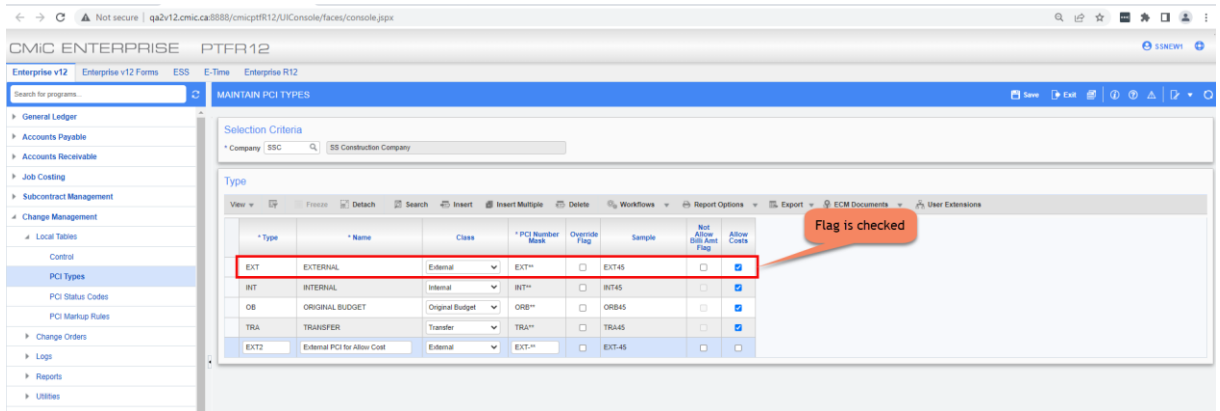 Not secure | qa2v12.cmic.ca:8888/cmicptfR12/UIConsole/faces/console.jspx
CMiC ENTERPRISE PTFR12
SSNEW1
Enterprise v12 Enterprise v12 Forms ESS E-Time Enterprise R12
Search for programs...
MAINTAIN PCI TYPES
Save Exit
General Ledger
Accounts Payable
Accounts Receivable
Job Costing
Subcontract Management
Change Management
Local Tables
Control
PCI Types
PCI Status Codes
PCI Markup Rules
Change Orders
Logs
Reports
Utilities
Selection Criteria
* Company SSC SS Construction Company
Type
View Freeze Detach Search Insert Insert Multiple Delete Workflows Report Options Export ECM Documents User Extensions
Flag is checked
* Type * Name Class * PCI Number Mask Override Flag Sample Not Allow Billi Amt Flag Allow Costs
EXT EXTERNAL External EXT** EXT45
INT INTERNAL Internal INT** INT45
OB ORIGINAL BUDGET Original Budget ORB** ORB45
TRA TRANSFER Transfer TRA** TRA45
EXT2 External PCI for Allow Cost External EXT-** EXT-45